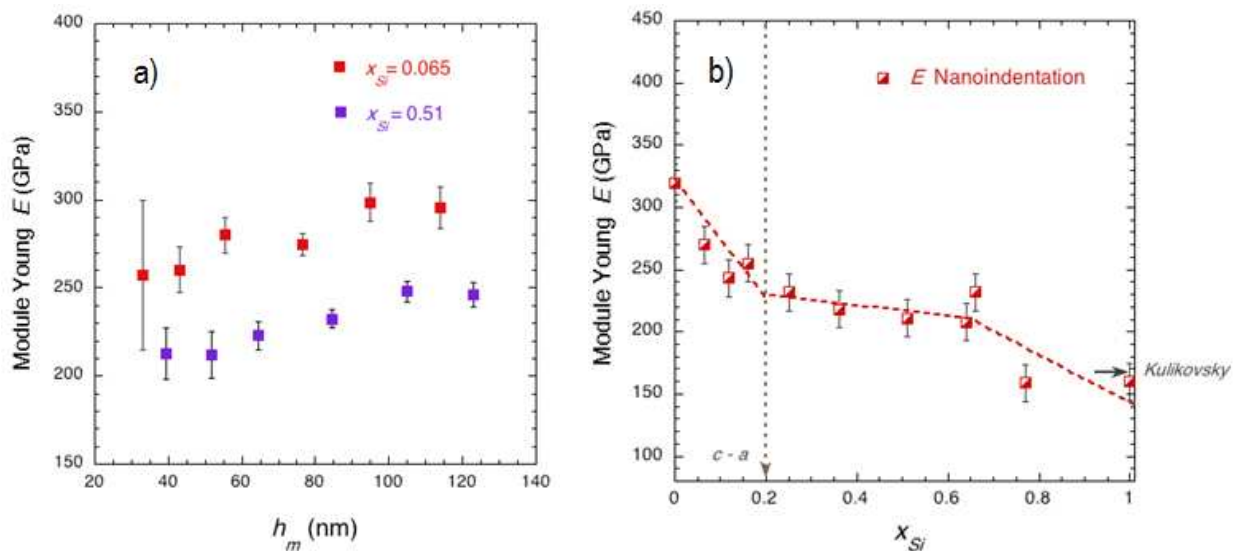 a)
x_Si = 0.065
x_Si = 0.51
Module Young E (GPa)
400
350
300
250
200
150
20 40 60 80 100 120 140
h_m (nm)
b)
E Nanoindentation
Module Young E (GPa)
450
400
350
300
250
200
150
100
Kulikovsky
c - a
0 0.2 0.4 0.6 0.8 1
x_Si